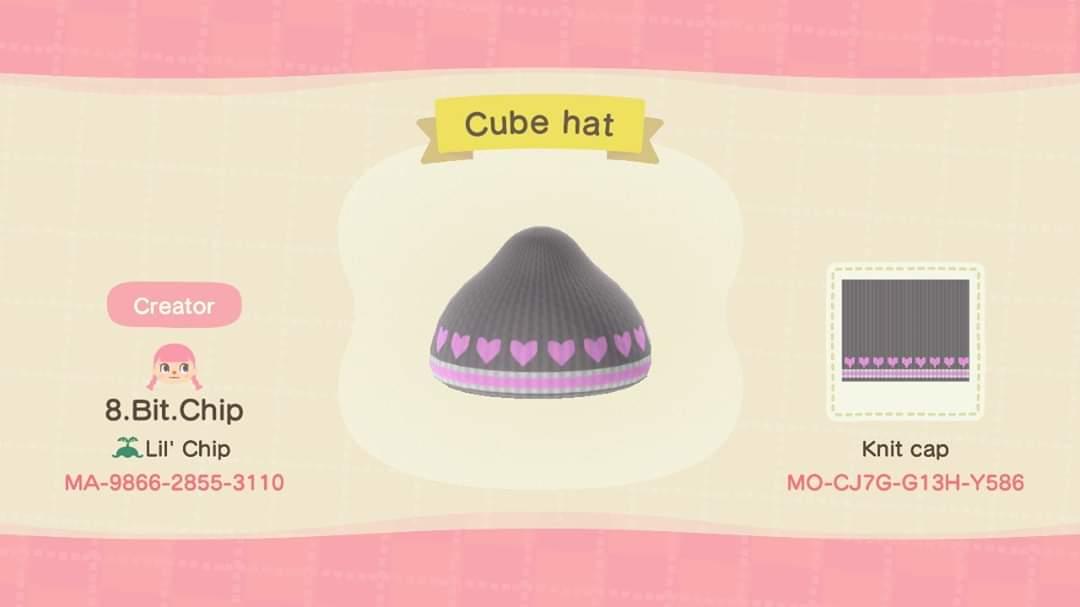 Cube hat
Creator
8.Bit.Chip
Lil' Chip
MA-9866-2855-3110
Knit cap
MO-CJ7G-G13H-Y586